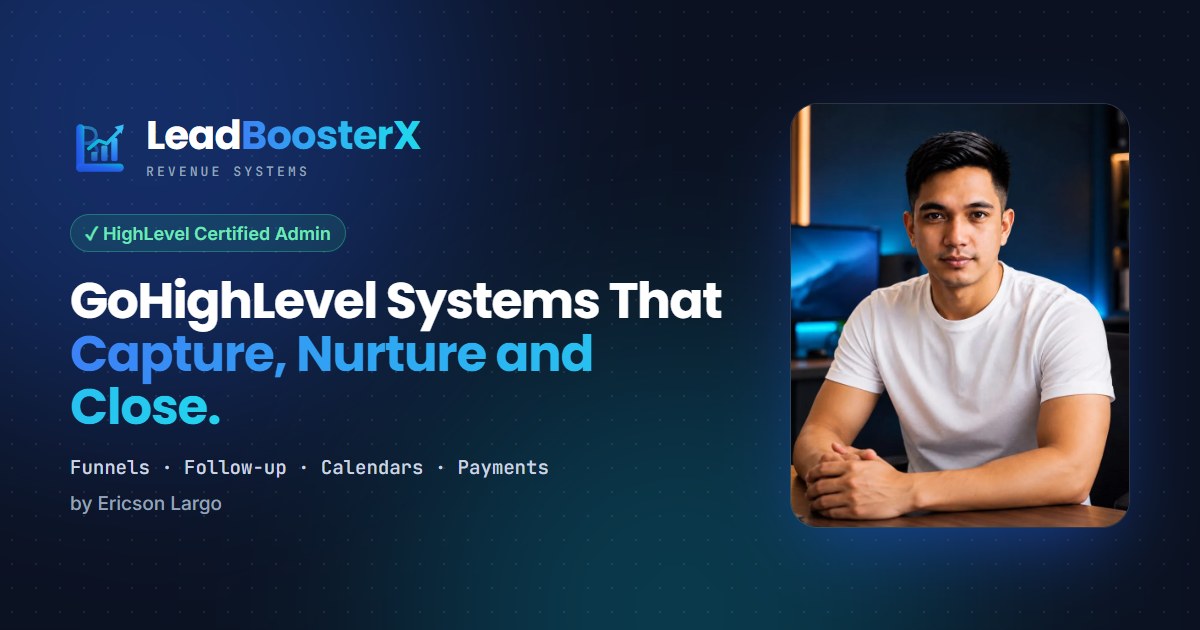 LeadBoosterX
REVENUE SYSTEMS
✓ HighLevel Certified Admin
GoHighLevel Systems That
Capture, Nurture and
Close.
Funnels · Follow-up · Calendars · Payments
by Ericson Largo